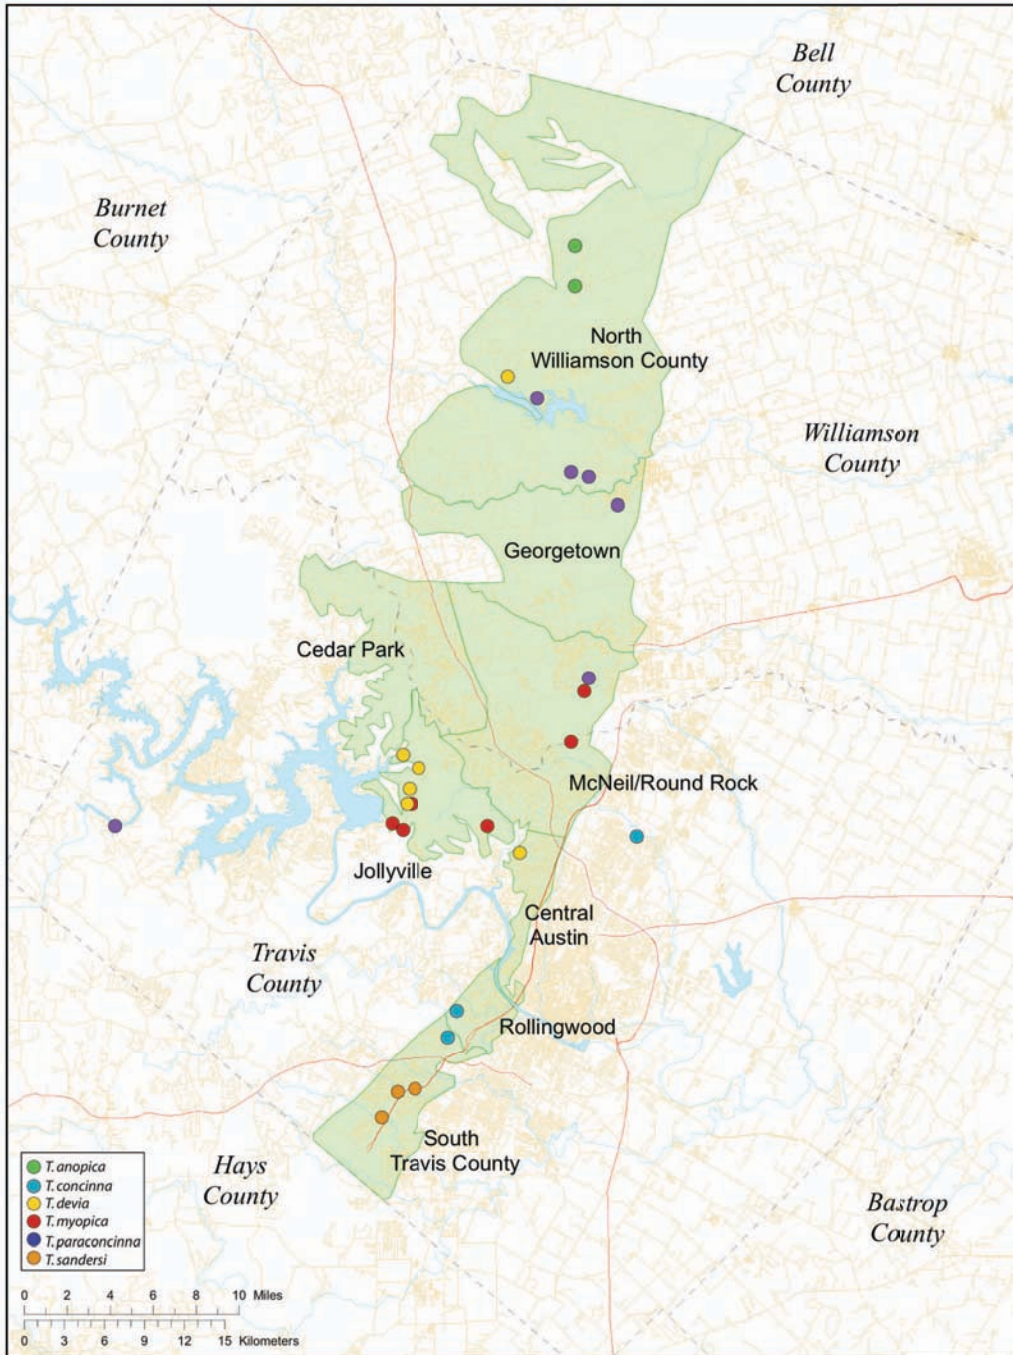 Bell
County
Burnet
County
North
Williamson County
Williamson
County
Georgetown
Cedar Park
McNeil/Round Rock
Jollyville
Central
Austin
Travis
County
Rollingwood
South
Travis County
Hays
County
Bastrop
County
T. anopica
T. concinna
T. devia
T. myopica
T. paraconcinna
T. sandersi
0 2 4 6 8 10 Miles
0 3 6 9 12 15 Kilometers